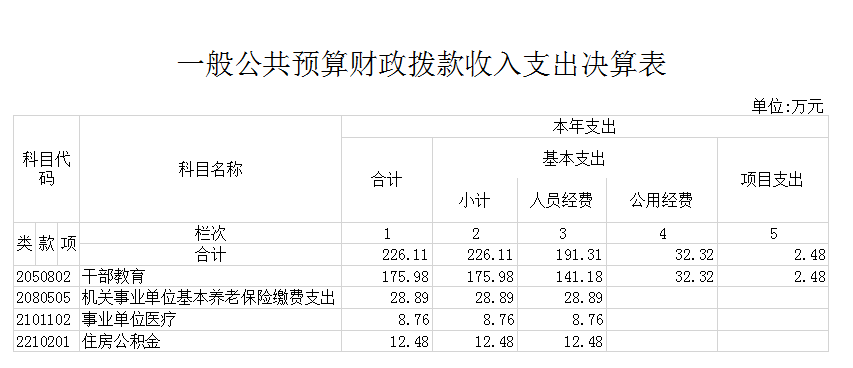 一般公共预算财政拨款收入支出决算表
单位:万元
科目代码 科目名称 本年支出
合计 基本支出 项目支出
小计 人员经费 公用经费
类 款 项 栏次 1 2 3 4 5
合计 226.11 226.11 191.31 32.32 2.48
2050802 干部教育 175.98 175.98 141.18 32.32 2.48
2080505 机关事业单位基本养老保险缴费支出 28.89 28.89 28.89
2101102 事业单位医疗 8.76 8.76 8.76
2210201 住房公积金 12.48 12.48 12.48